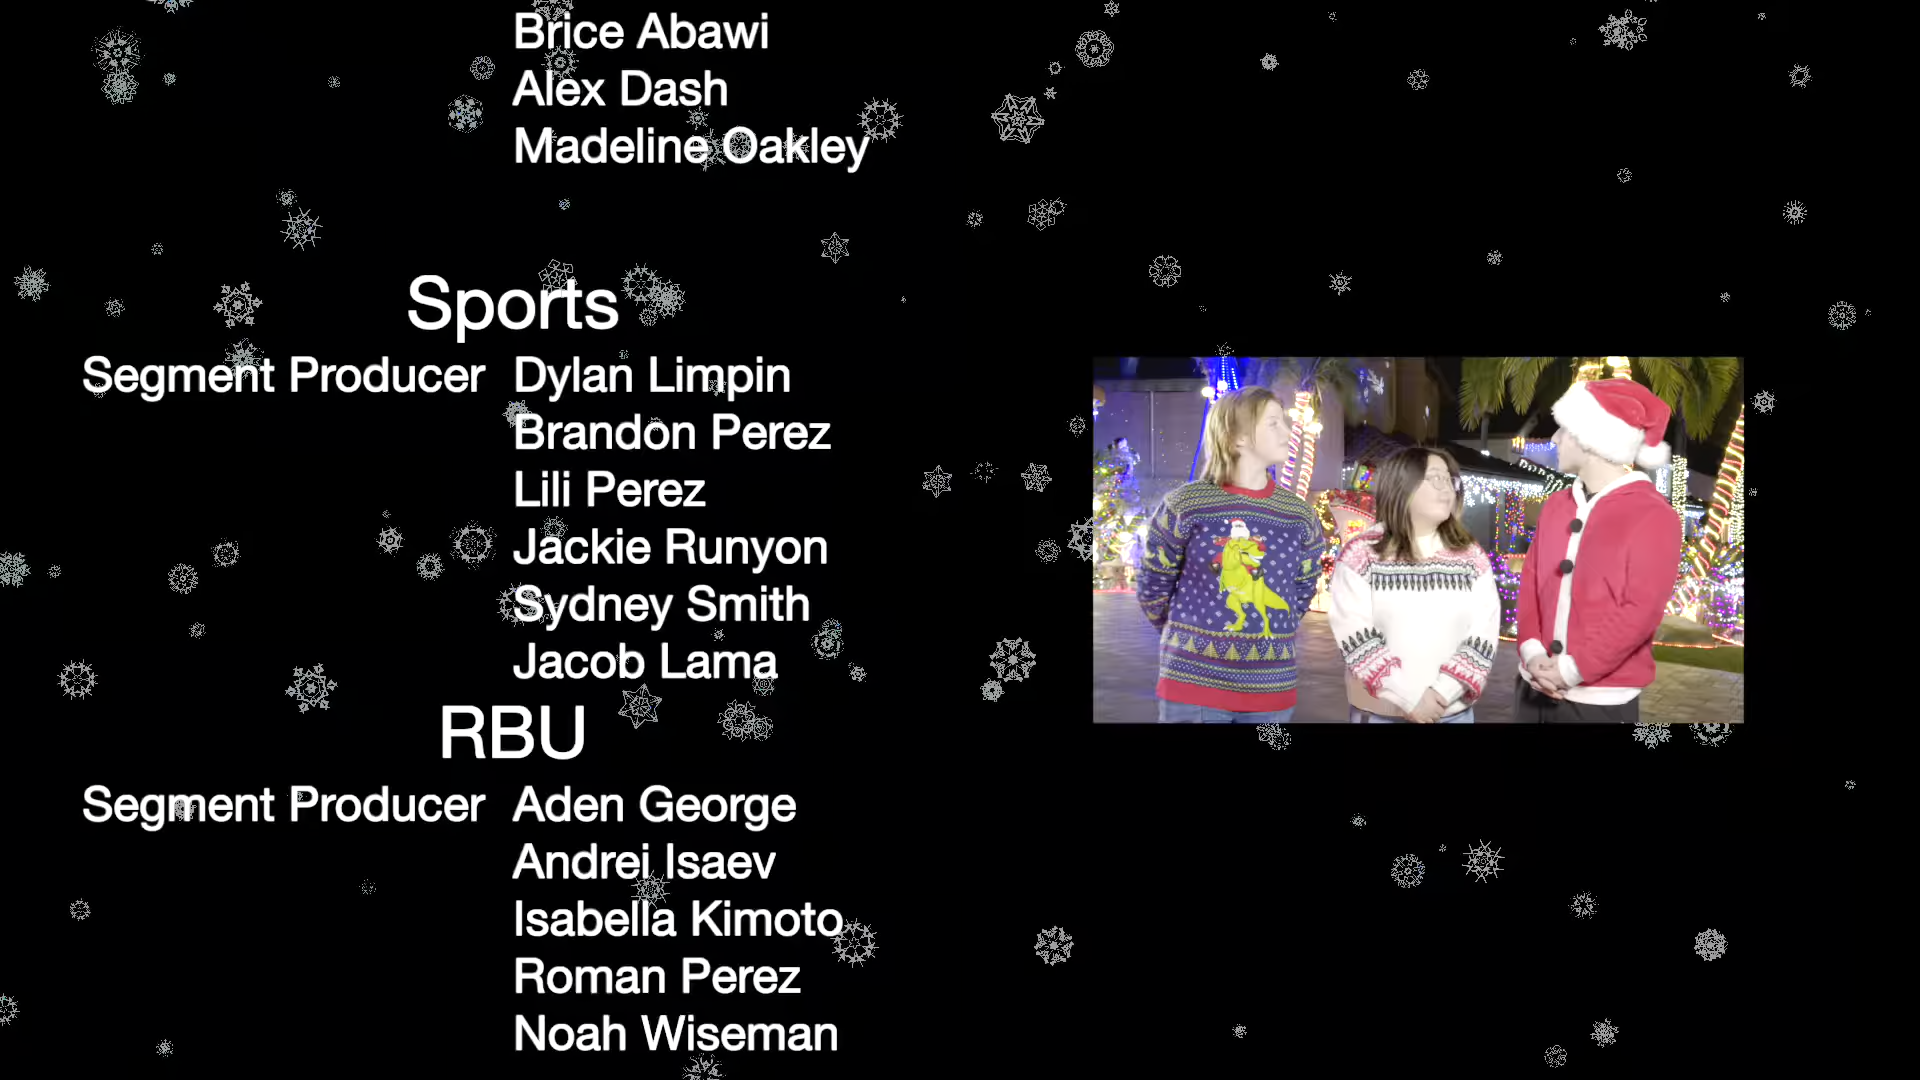 Brice Abawi
Alex Dash
Madeline Oakley
Sports
Segment Producer Dylan Limpin
Brandon Perez
Lili Perez
Jackie Runyon
Sydney Smith
Jacob Lama
RBU
Segment Producer Aden George
Andrei Isaev
Isabella Kimoto
Roman Perez
Noah Wiseman